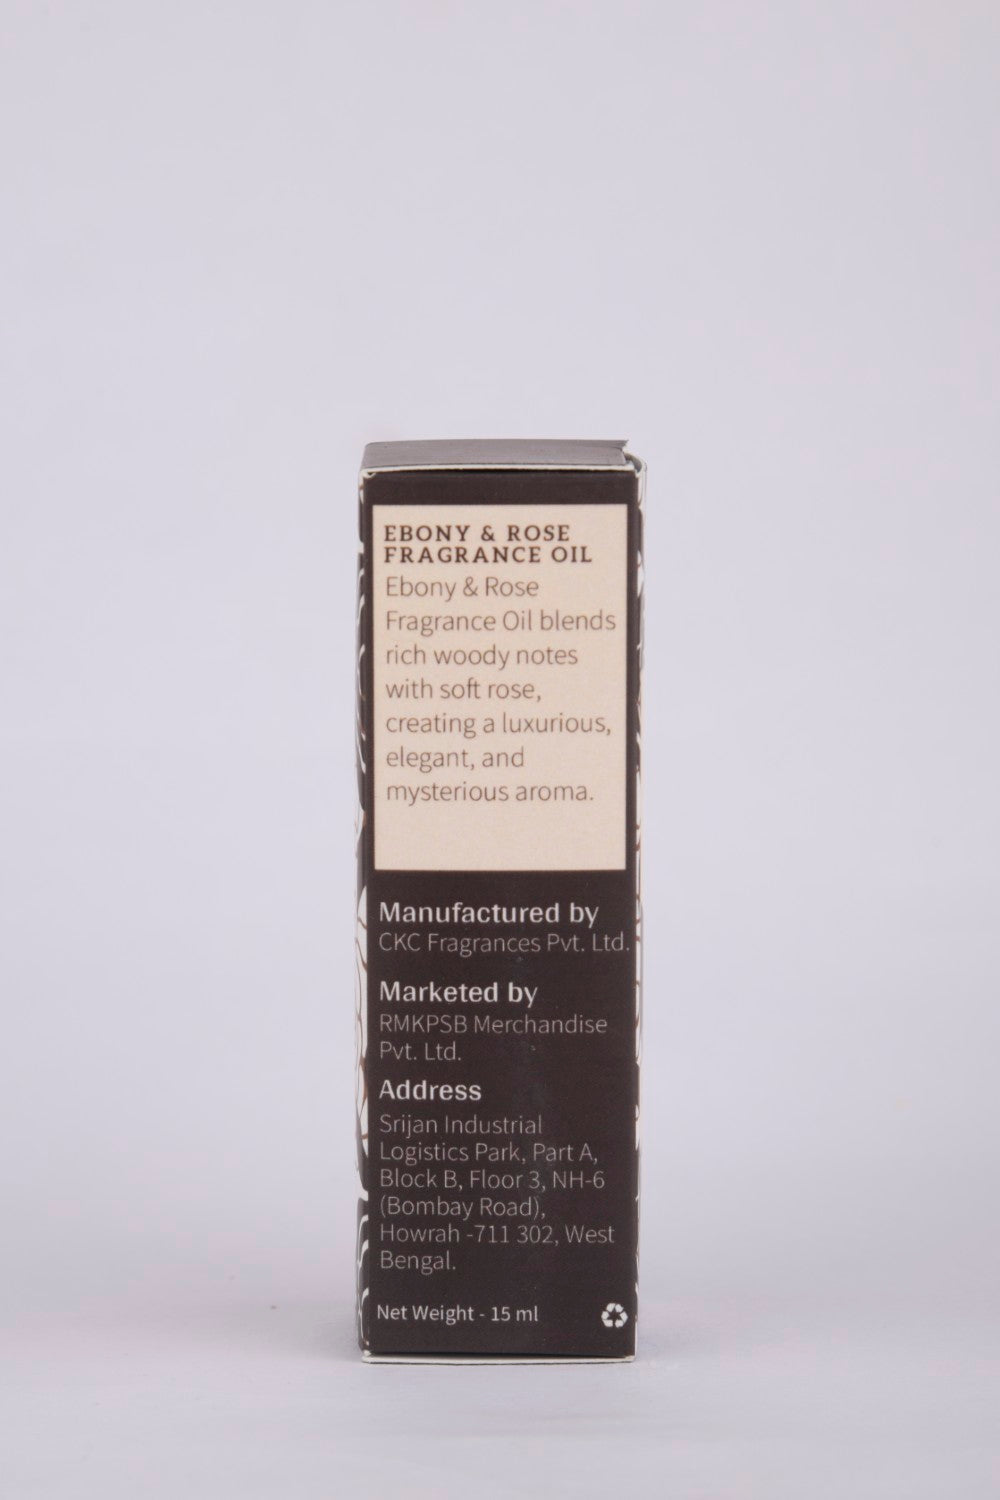 EBONY & ROSE
FRAGRANCE OIL
Ebony & Rose
Fragrance Oil blends
rich woody notes
with soft rose,
creating a luxurious,
elegant, and
mysterious aroma.
Manufactured by
CKC Fragrances Pvt. Ltd.
Marketed by
RMKPSB Merchandise
Pvt. Ltd.
Address
Srijan Industrial
Logistics Park, Part A,
Block B, Floor 3, NH-6
(Bombay Road),
Howrah -711 302, West
Bengal.
Net Weight - 15 ml